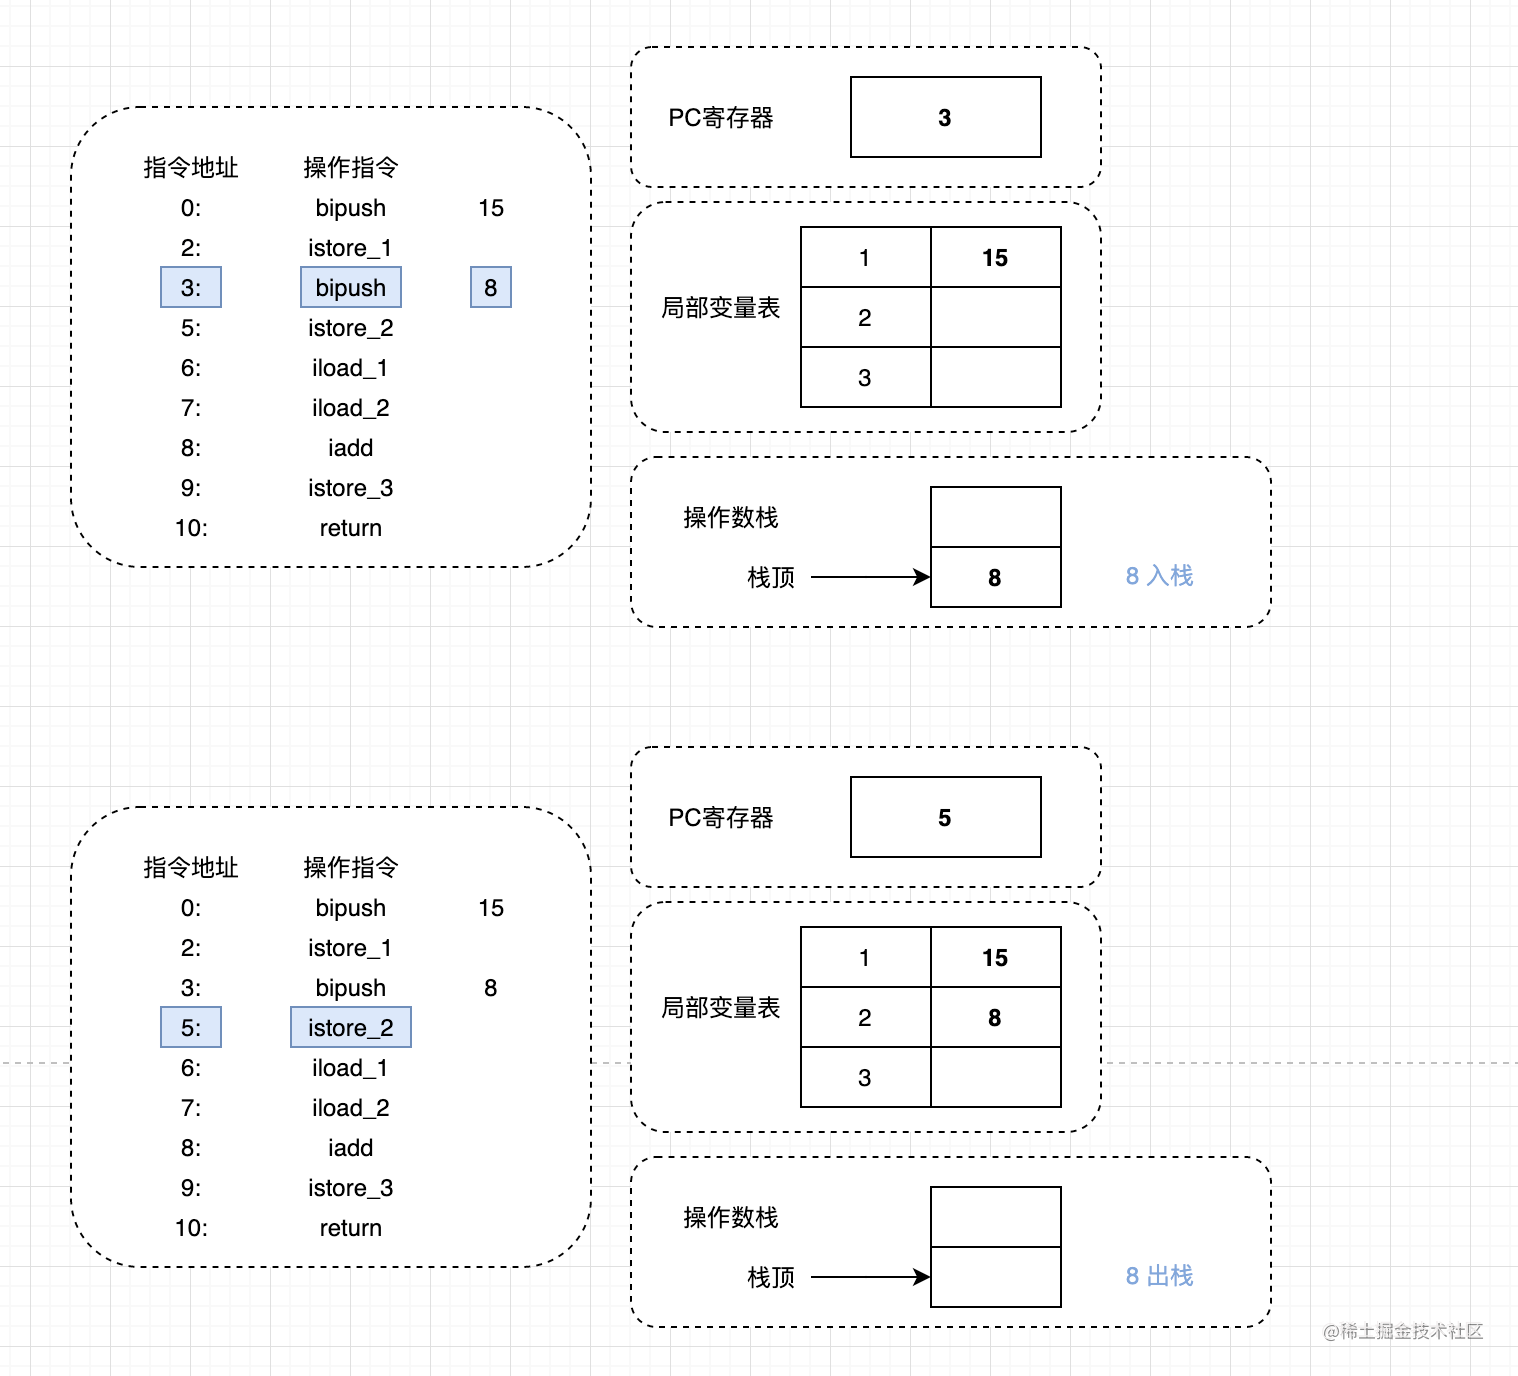 指令地址 操作指令
0: bipush 15
2: istore_1
3: bipush 8
5: istore_2
6: iload_1
7: iload_2
8: iadd
9: istore_3
10: return
PC寄存器 3
局部变量表
1 15
2
3
操作数栈
栈顶 8 8 入栈
指令地址 操作指令
0: bipush 15
2: istore_1
3: bipush 8
5: istore_2
6: iload_1
7: iload_2
8: iadd
9: istore_3
10: return
PC寄存器 5
局部变量表
1 15
2 8
3
操作数栈
栈顶 8 出栈
@稀土掘金技术社区